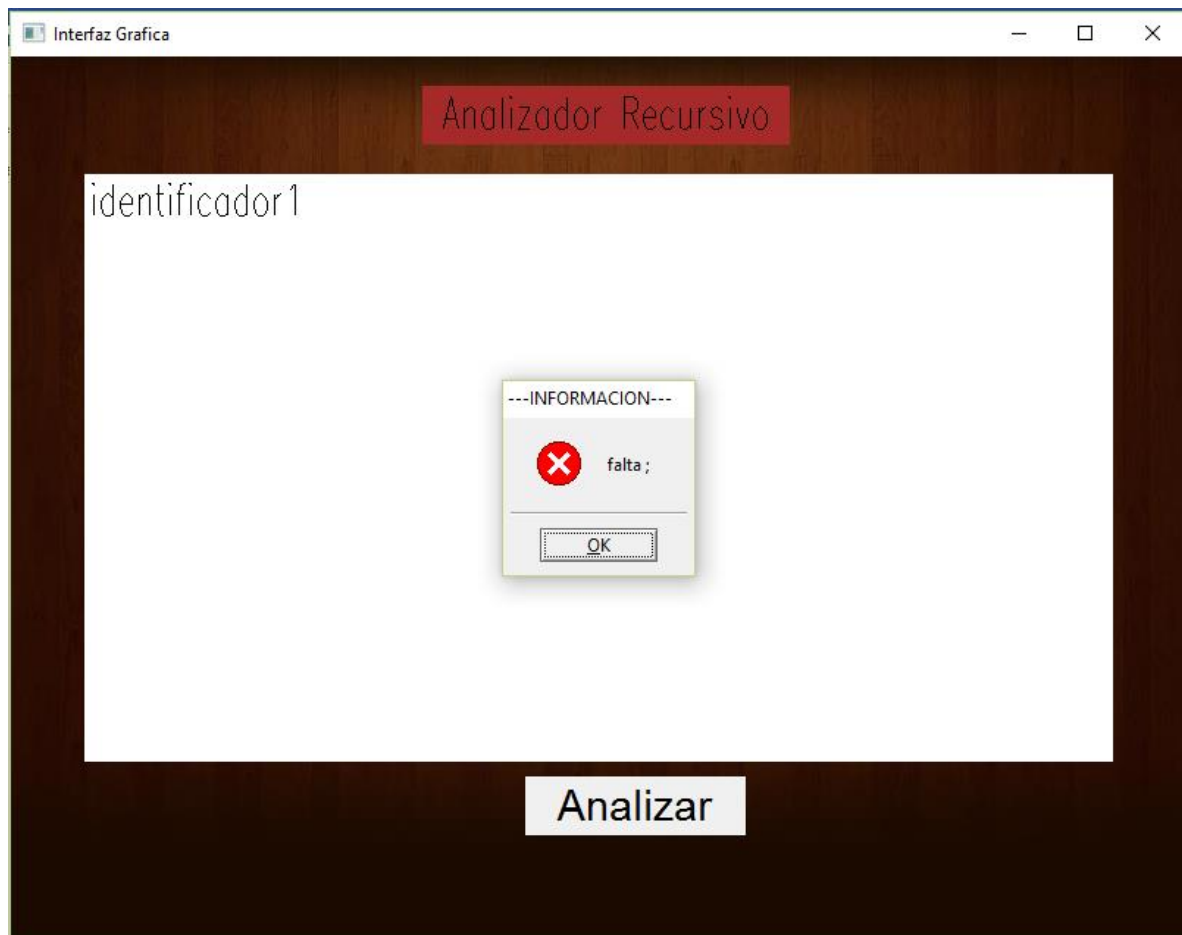 Interfaz Grafica
Analizador Recursivo
identificador1
---INFORMACION---
falta ;
OK
Analizar